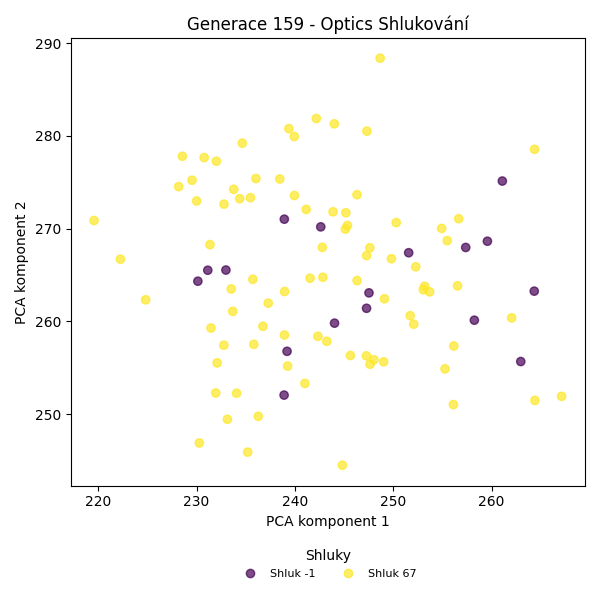 Generace 159 - Optics Shlukování
290
280
270
260
250
PCA komponent 2
220 230 240 250 260
PCA komponent 1
Shluky
Shluk -1 Shluk 67